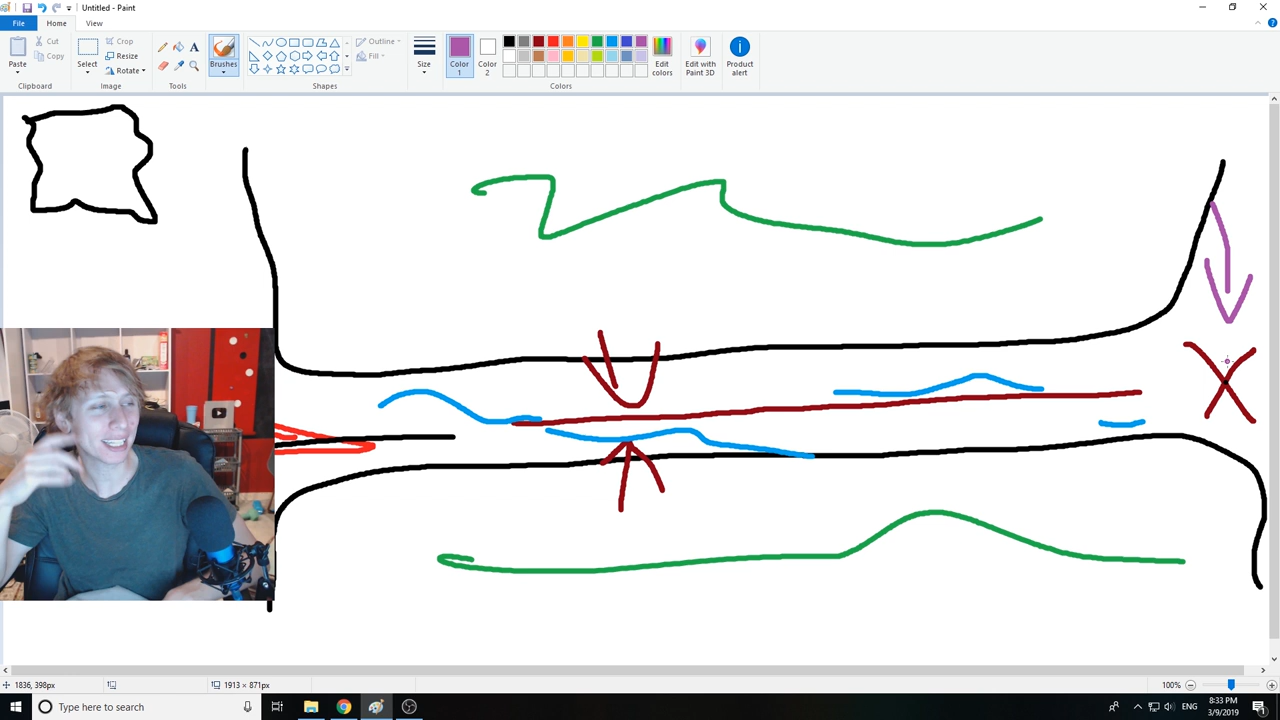 Untitled - Paint
File
Home
View
Paste
Cut
Copy
Clipboard
Select
Crop
Resize
Rotate
Image
A
Tools
Brushes
Outline
Fill
Shapes
Size
Color 1
Color 2
Edit colors
Edit with Paint 3D
Product alert
Colors
1836, 398px
1913 × 871px
100%
Type here to search
8:33 PM
3/9/2019